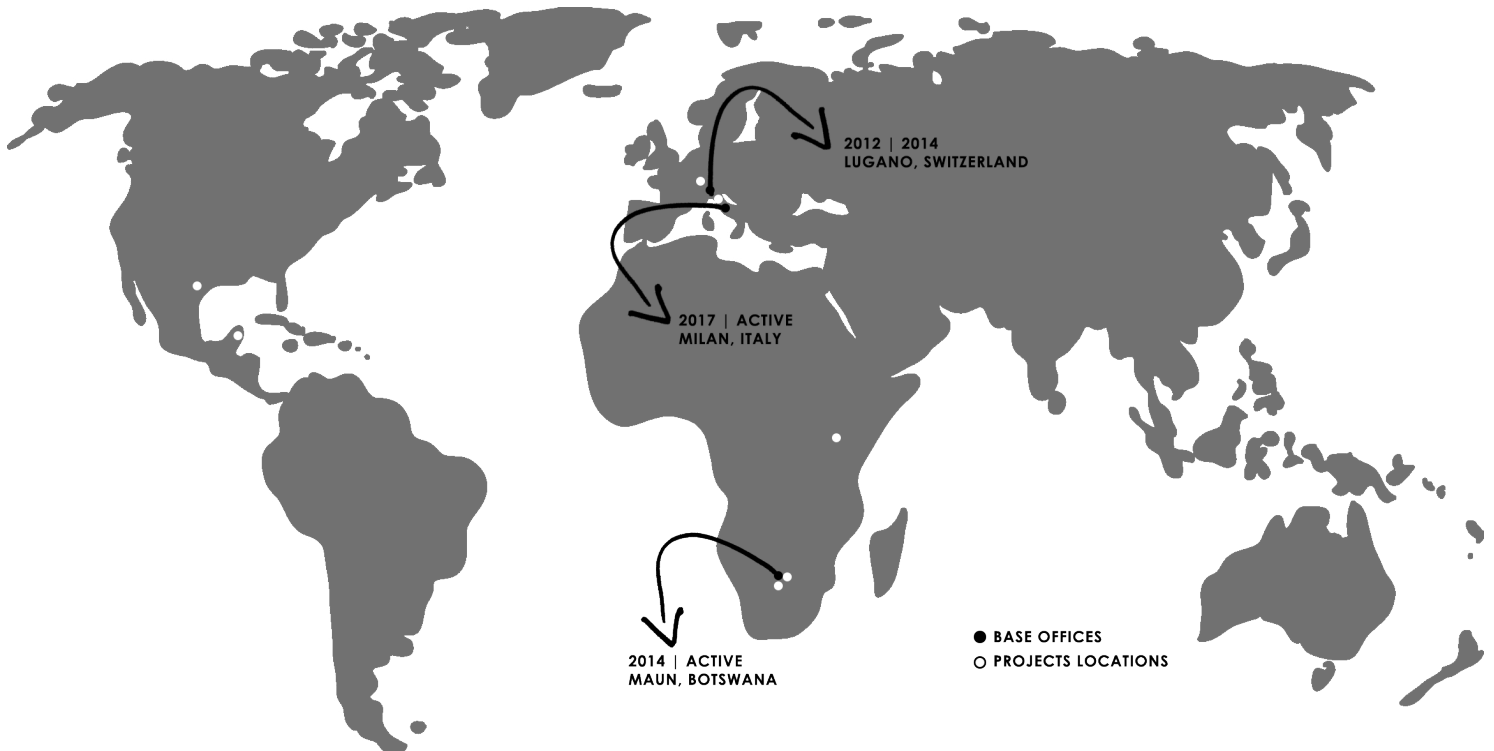 2012 | 2014
LUGANO, SWITZERLAND
2017 | ACTIVE
MILAN, ITALY
2014 | ACTIVE
MAUN, BOTSWANA
BASE OFFICES
PROJECTS LOCATIONS